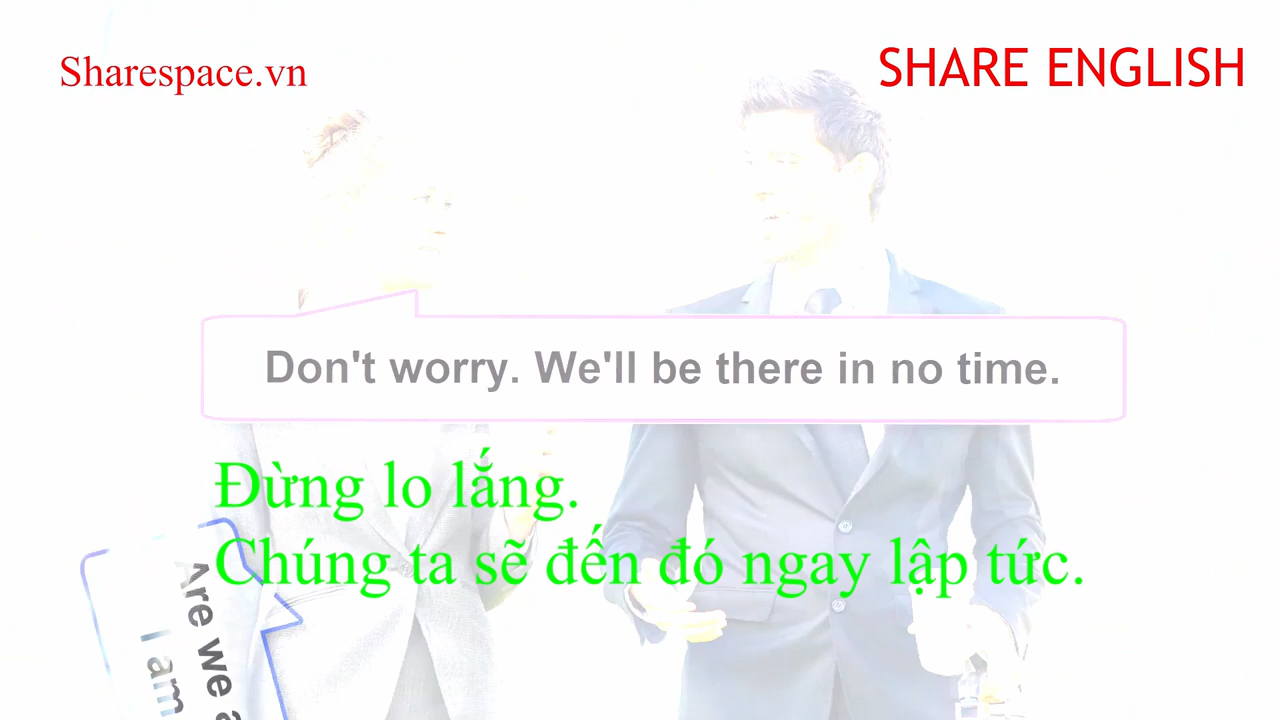 Sharespace.vn
SHARE ENGLISH
Don't worry. We'll be there in no time.
Đừng lo lắng.
Chúng ta sẽ đến đó ngay lập tức.
Are we
I am